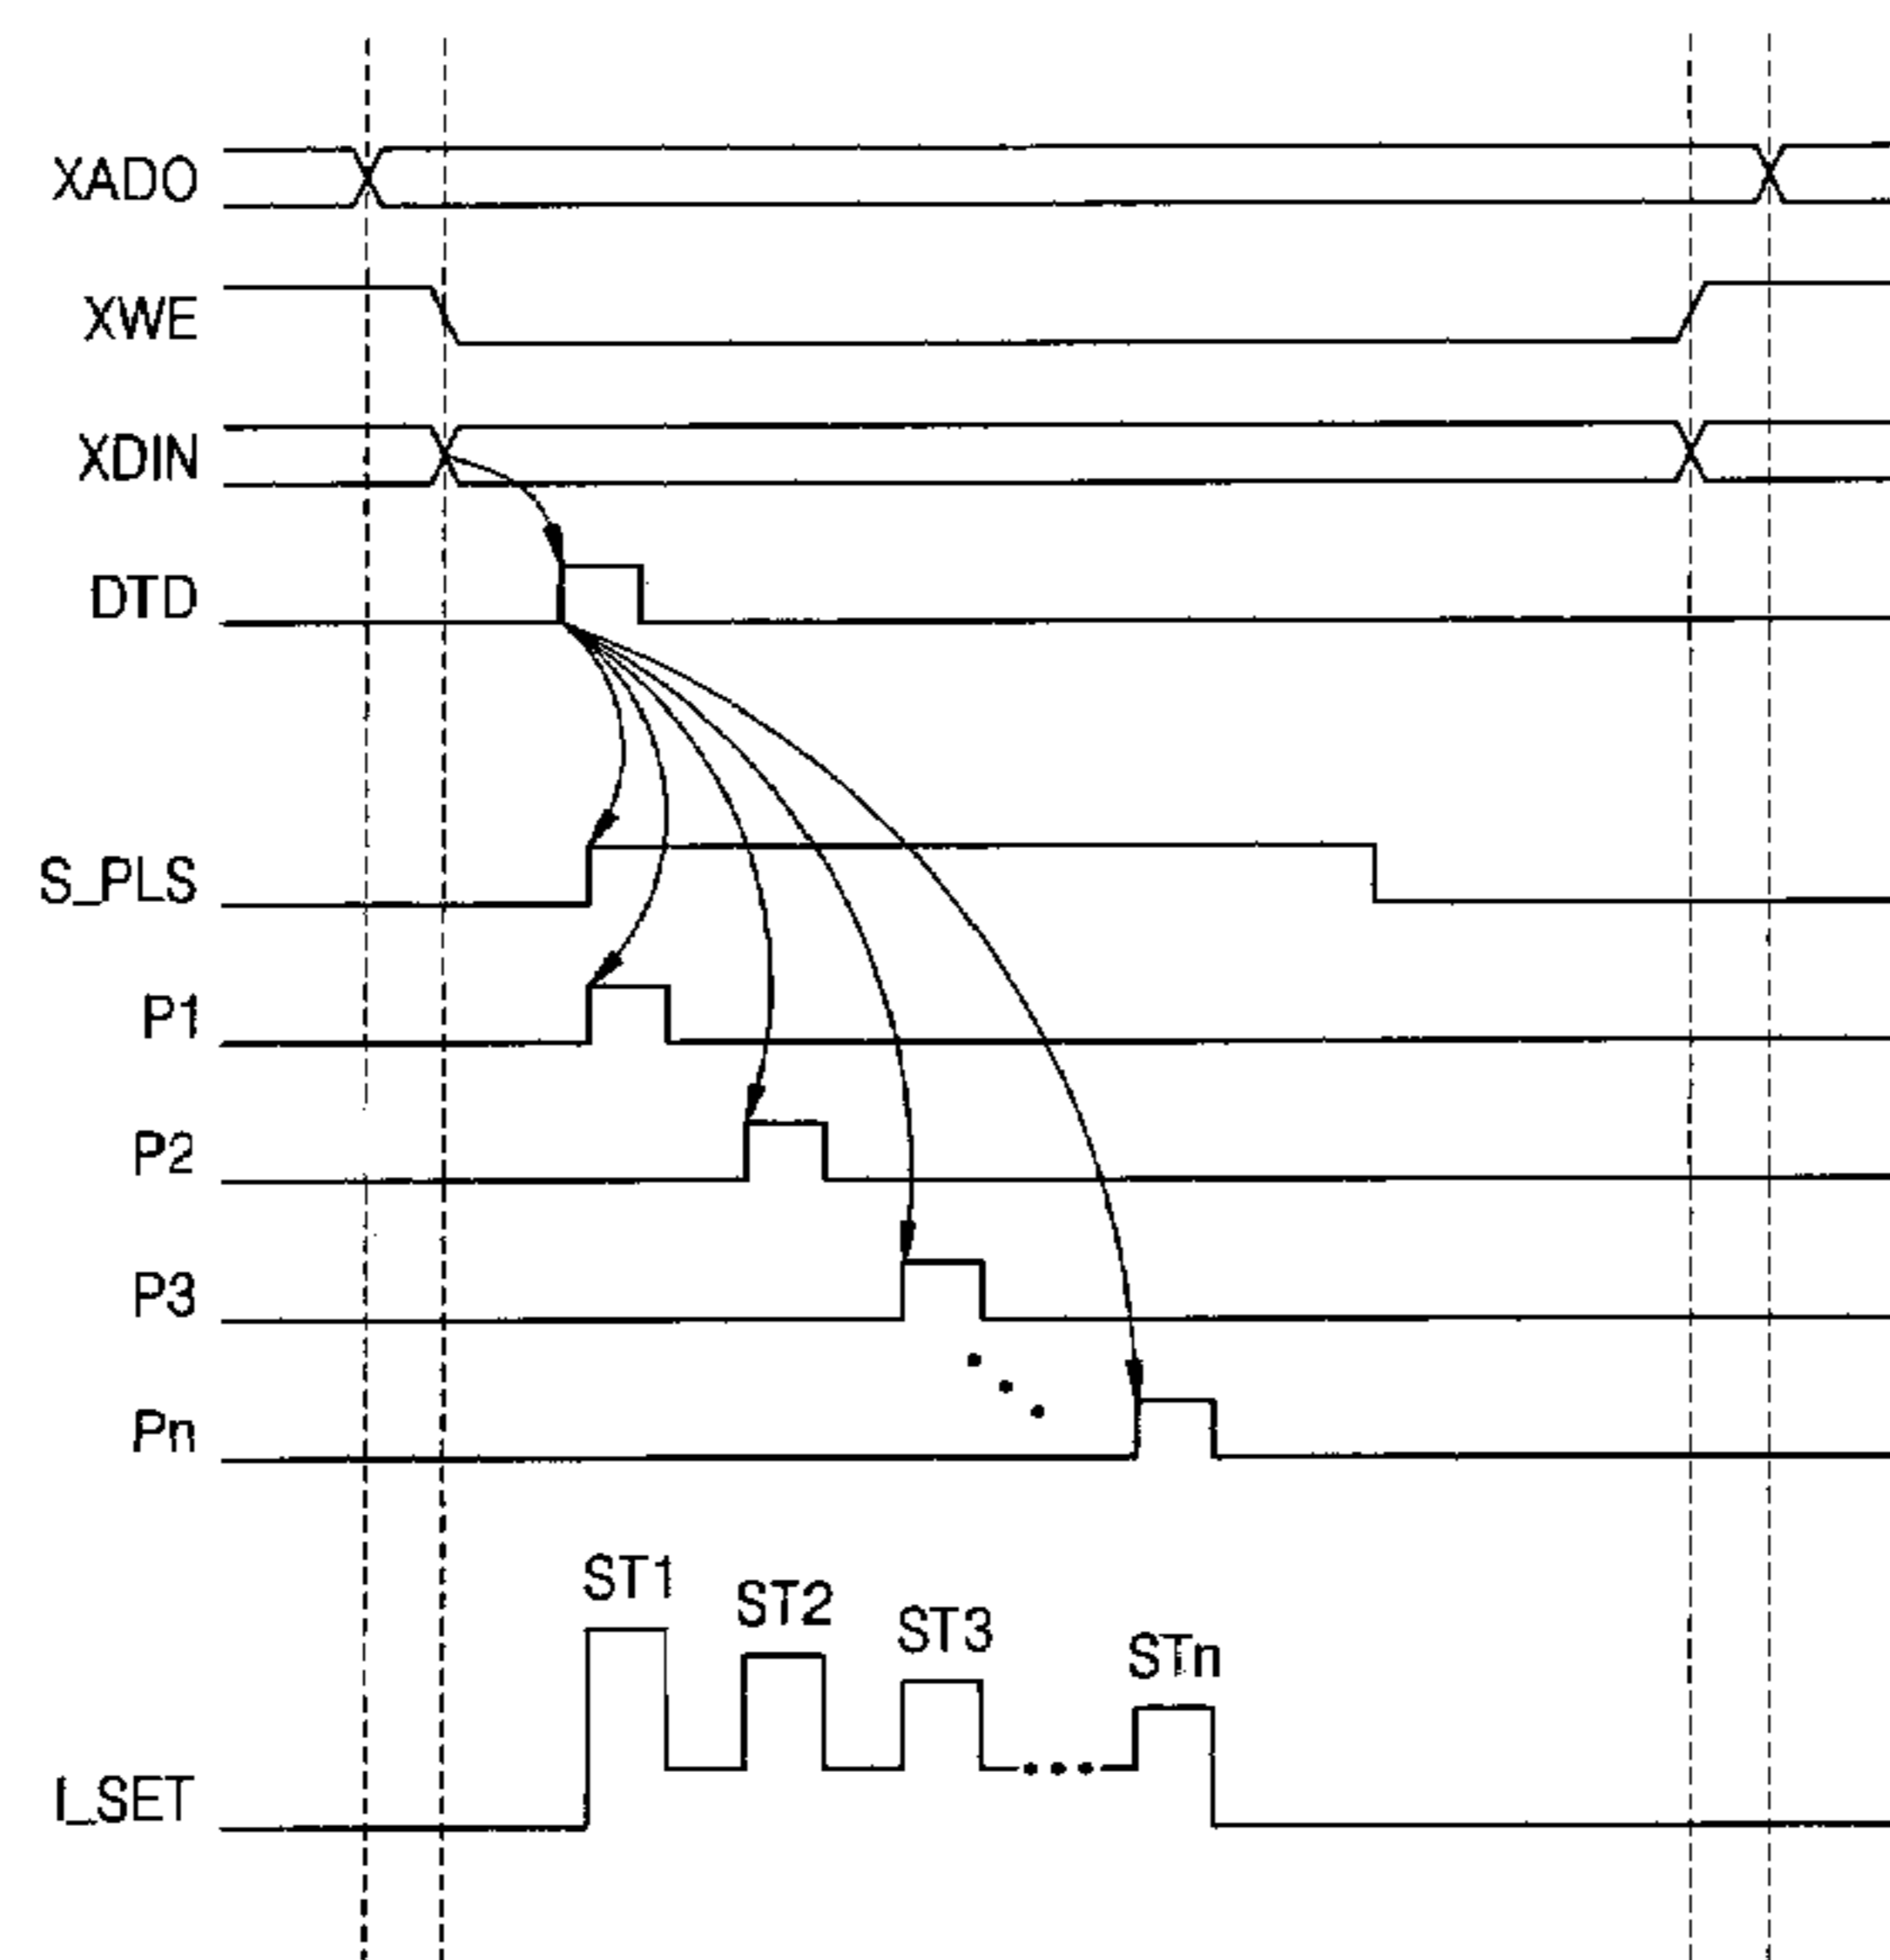 XADO
XWE
XDIN
DTD
S_PLS
P1
P2
P3
Pn
ST1
ST2
ST3
STn
I_SET